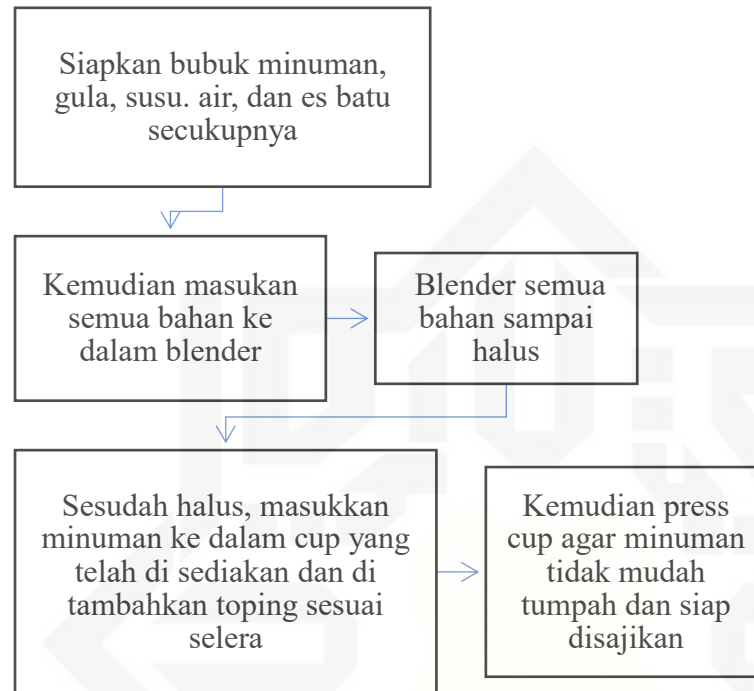 Siapkan bubuk minuman,
gula, susu. air, dan es batu
secukupnya
Kemudian masukan
semua bahan ke
dalam blender
Blender semua
bahan sampai
halus
Sesudah halus, masukkan
minuman ke dalam cup yang
telah di sediakan dan di
tambahkan toping sesuai
selera
Kemudian press
cup agar minuman
tidak mudah
tumpah dan siap
disajikan